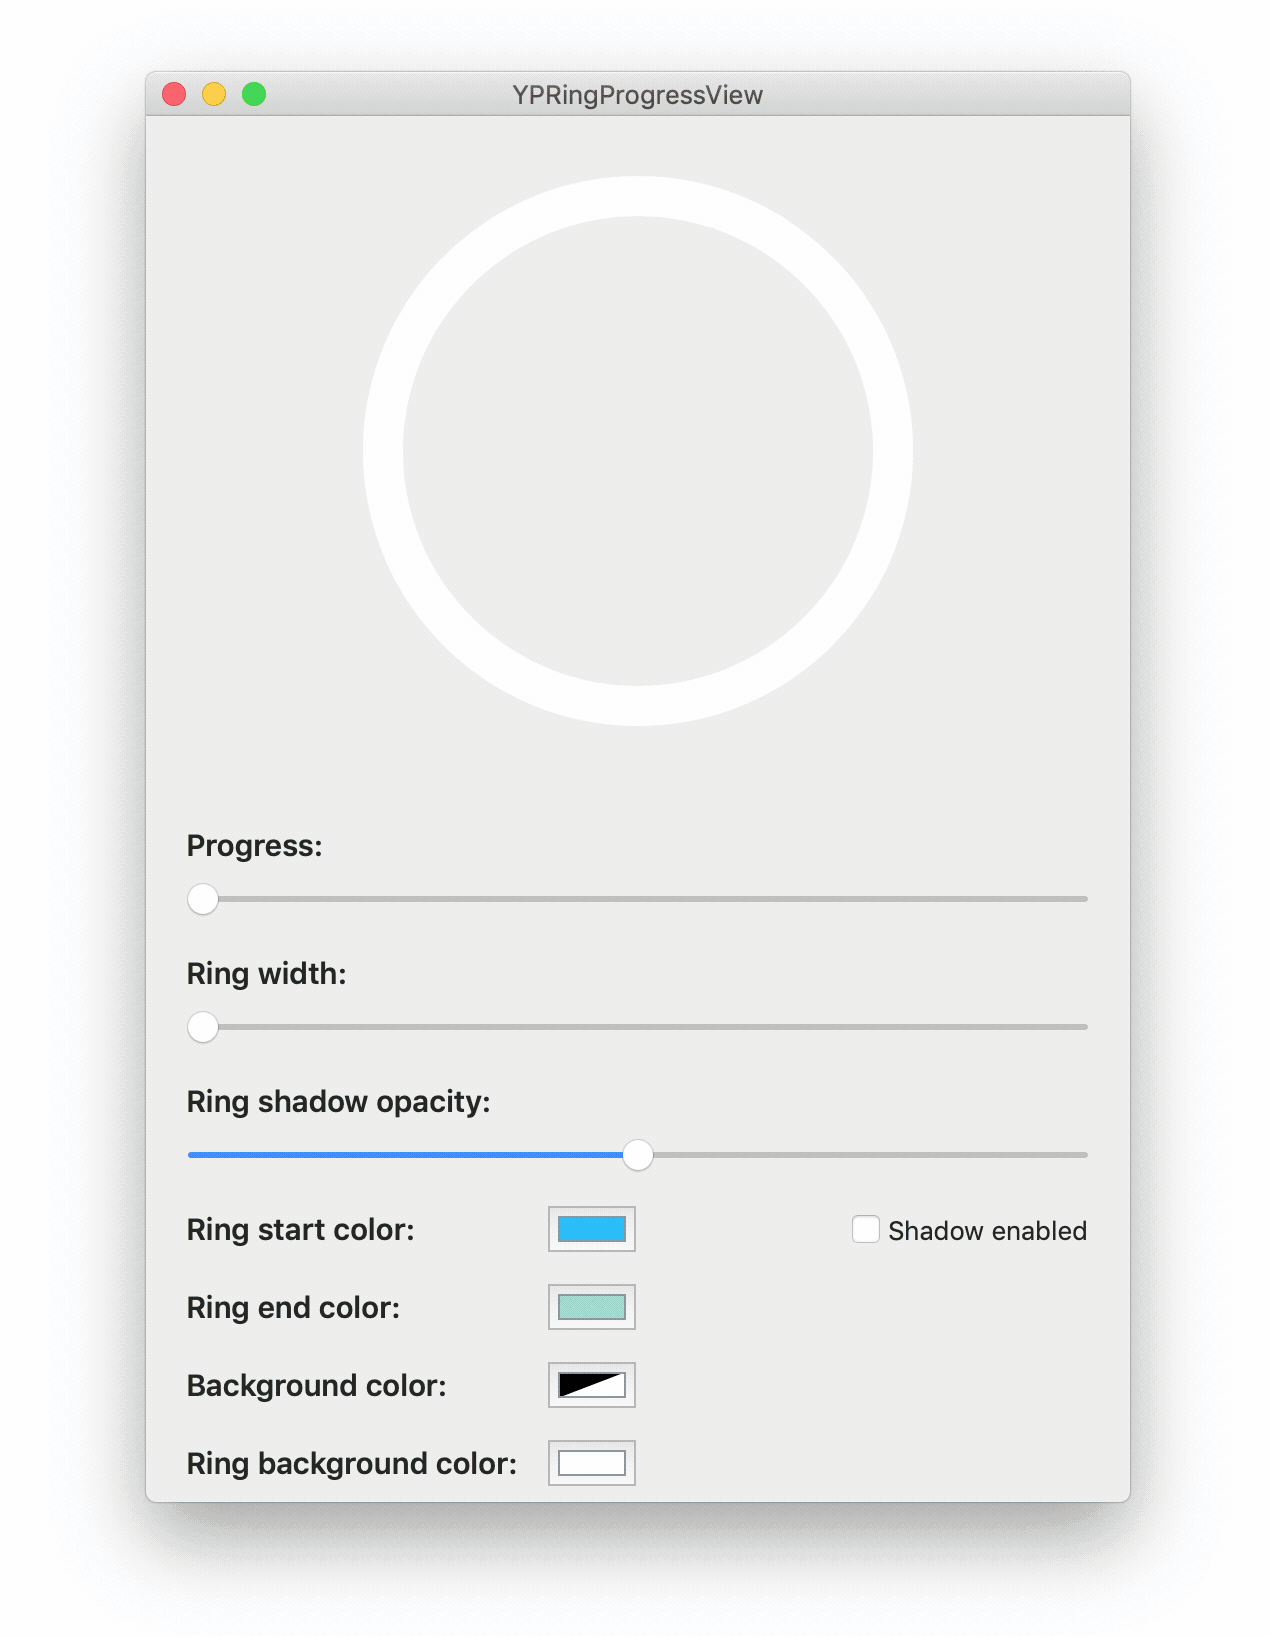 YPRingProgressView
Progress:
Ring width:
Ring shadow opacity:
Ring start color:
Shadow enabled
Ring end color:
Background color:
Ring background color: